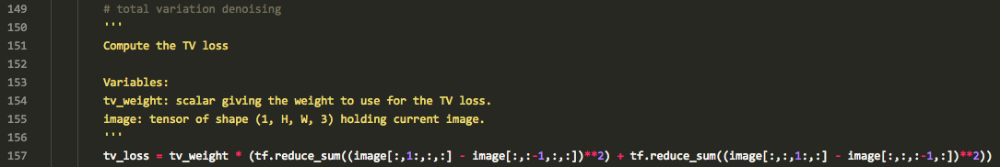 149 # total variation denoising
150 '''
151 Compute the TV loss
152
153 Variables:
154 tv_weight: scalar giving the weight to use for the TV loss.
155 image: tensor of shape (1, H, W, 3) holding current image.
156 '''
157 tv_loss = tv_weight * (tf.reduce_sum((image[:,1:,:,:] - image[:,:-1,:,:])**2) + tf.reduce_sum((image[:,:,1:,:] - image[:,:,:-1,:])**2))